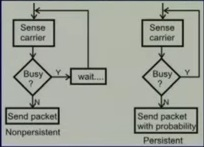 Sense
carrier
Busy
?
Y
wait....
N
Send packet
Nonpersistent
Sense
carrier
Busy
?
Y
N
Send packet
with probability
Persistent